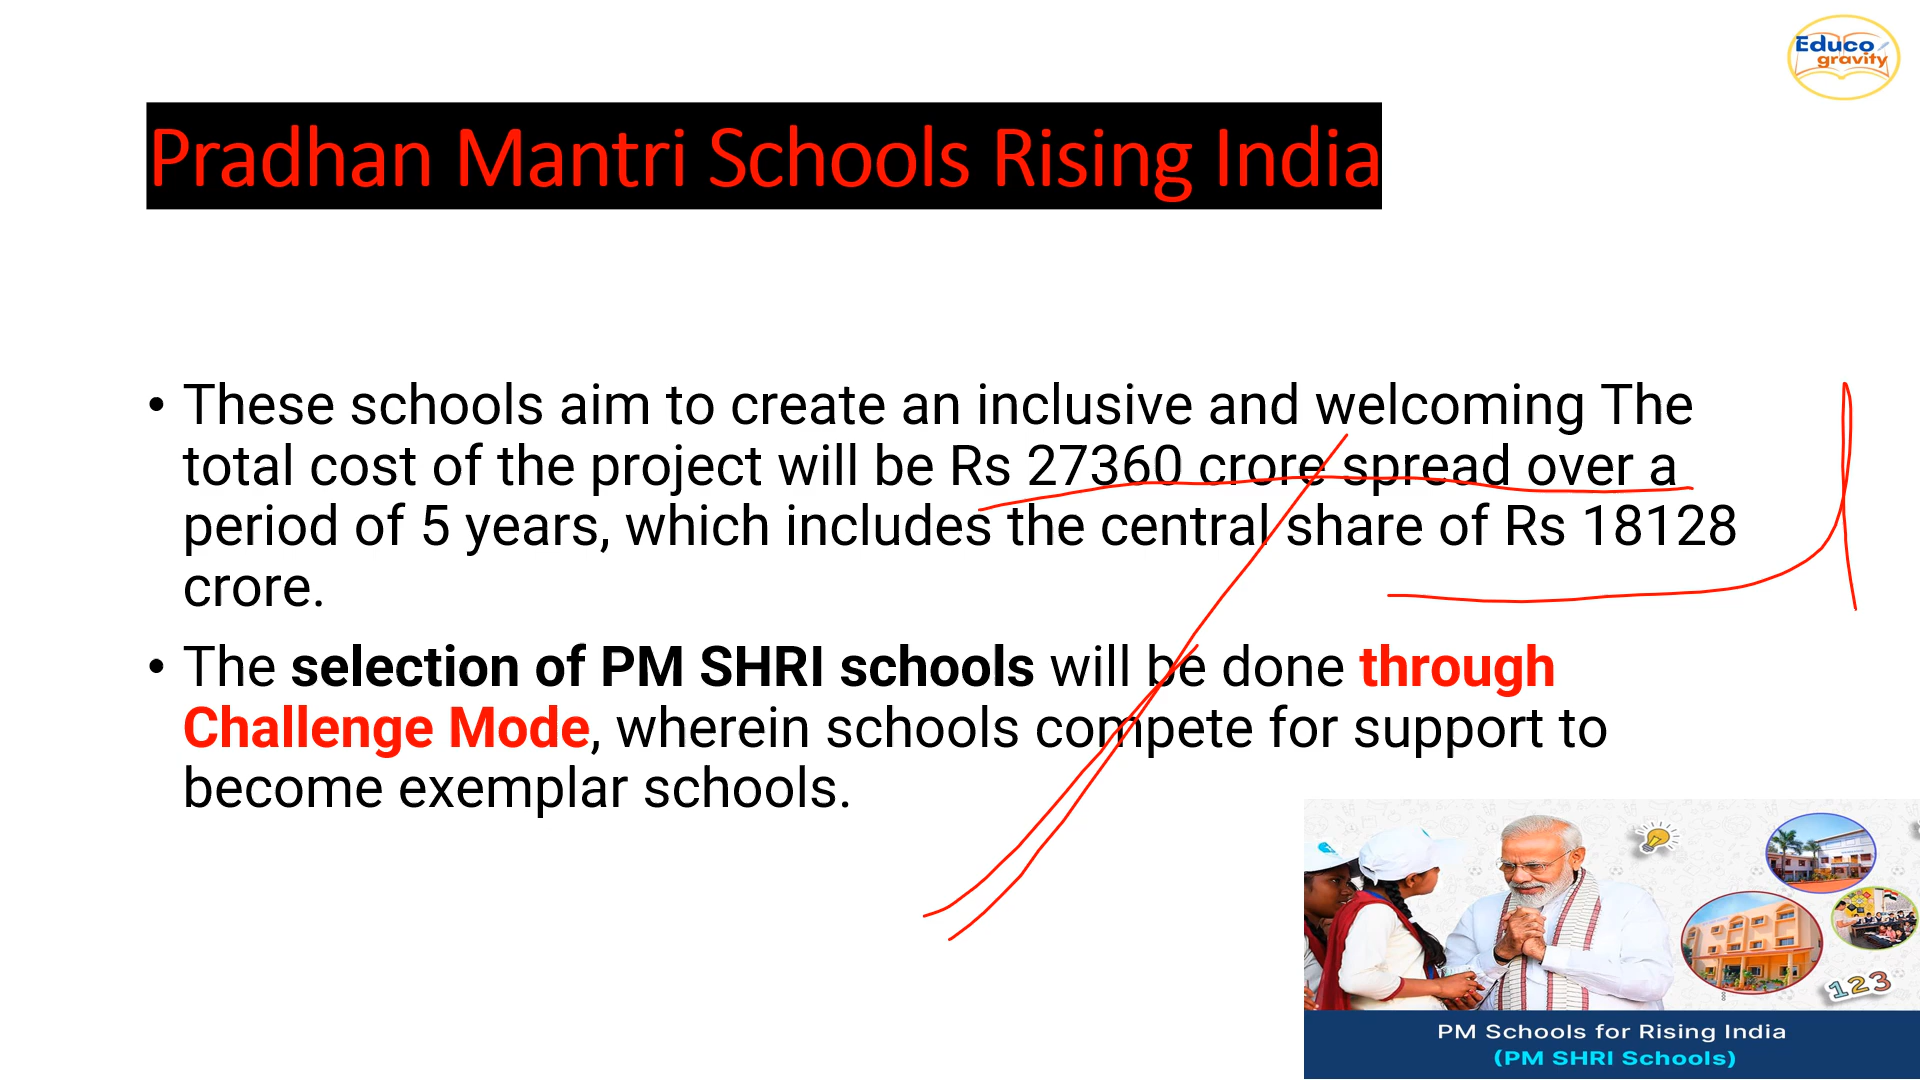 Educo
gravity
Pradhan Mantri Schools Rising India
• These schools aim to create an inclusive and welcoming The
total cost of the project will be Rs 27360 crore spread over a
period of 5 years, which includes the central share of Rs 18128
crore.
• The selection of PM SHRI schools will be done through
Challenge Mode, wherein schools compete for support to
become exemplar schools.
123
PM Schools for Rising India
(PM SHRI Schools)